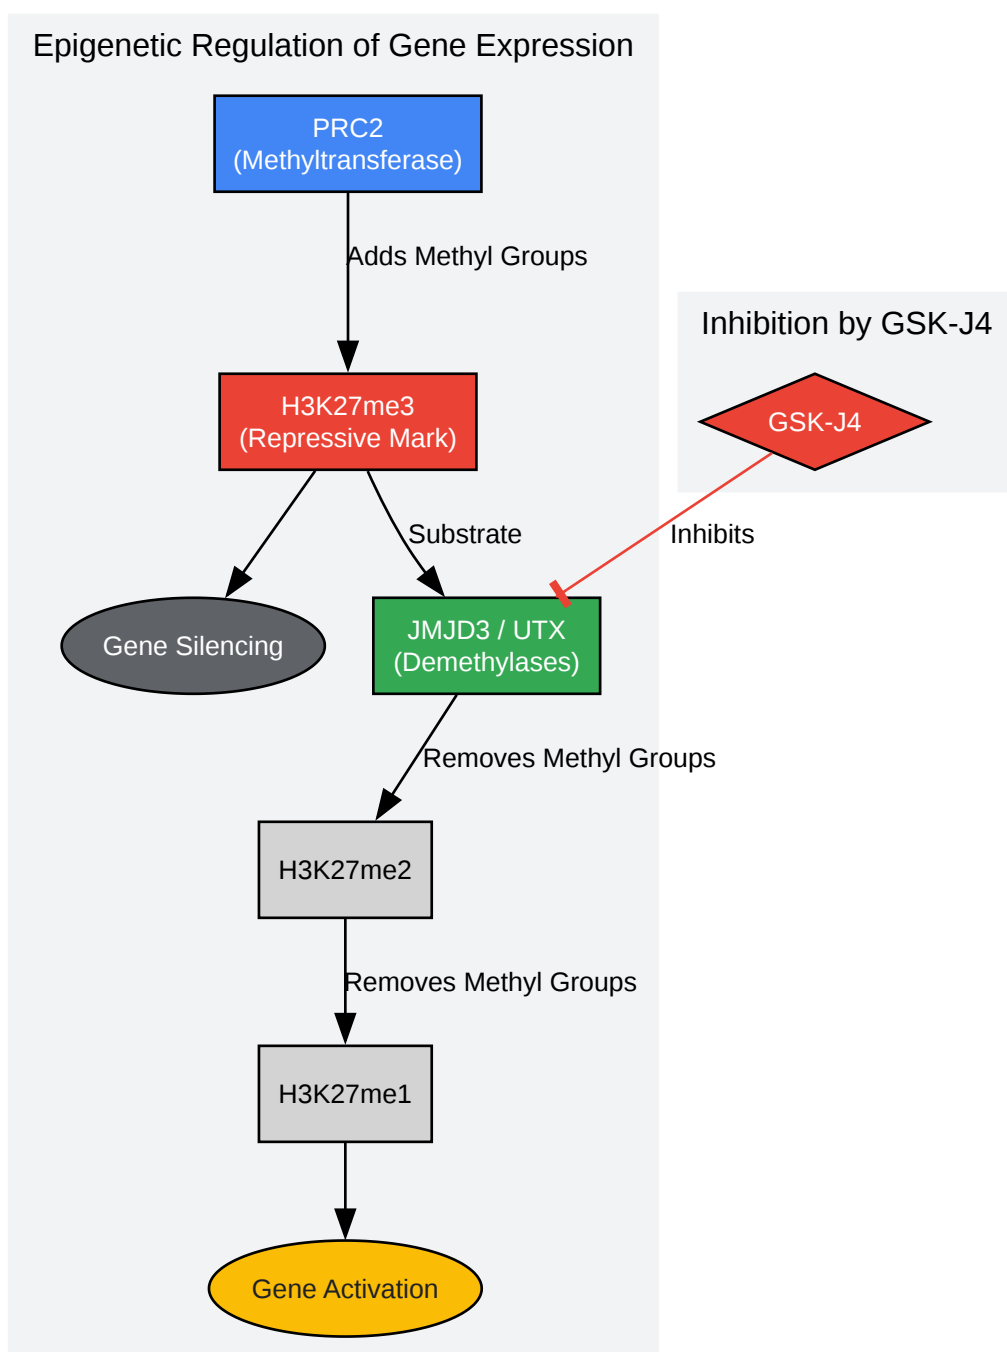 Epigenetic Regulation of Gene Expression
PRC2
(Methyltransferase)
Adds Methyl Groups
Inhibition by GSK-J4
H3K27me3
(Repressive Mark)
GSK-J4
Substrate
Inhibits
Gene Silencing
JMJD3 / UTX
(Demethylases)
Removes Methyl Groups
H3K27me2
Removes Methyl Groups
H3K27me1
Gene Activation